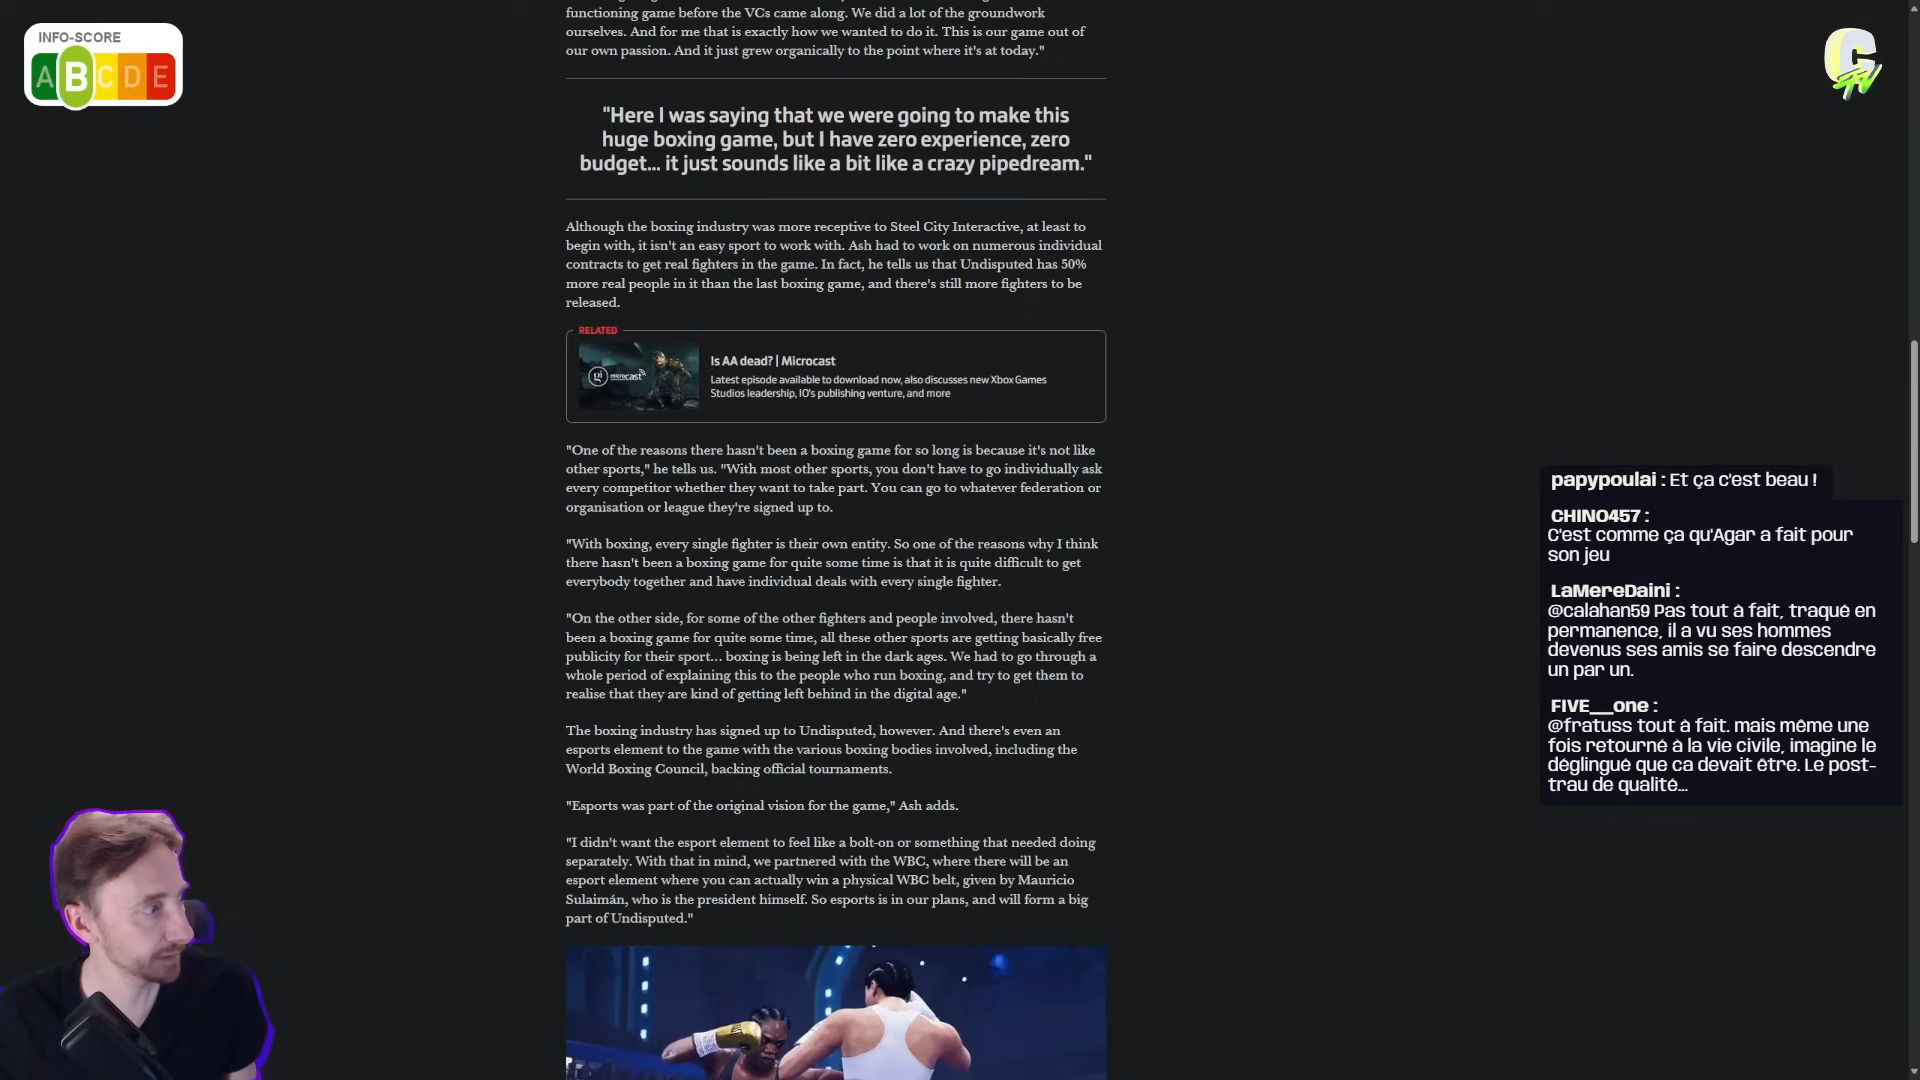 INFO-SCORE
A B C D E
C
TV
functioning game before the VCs came along. We did a lot of the groundwork
ourselves. And for me that is exactly how we wanted to do it. This is our game out of
our own passion. And it just grew organically to the point where it's at today."
"Here I was saying that we were going to make this
huge boxing game, but I have zero experience, zero
budget... it just sounds like a bit like a crazy pipedream."
Although the boxing industry was more receptive to Steel City Interactive, at least to
begin with, it isn't an easy sport to work with. Ash had to work on numerous individual
contracts to get real fighters in the game. In fact, he tells us that Undisputed has 50%
more real people in it than the last boxing game, and there's still more fighters to be
released.
RELATED
gi microcast
Is AA dead? | Microcast
Latest episode available to download now, also discusses new Xbox Games
Studios leadership, IO's publishing venture, and more
"One of the reasons there hasn't been a boxing game for so long is because it's not like
other sports," he tells us. "With most other sports, you don't have to go individually ask
every competitor whether they want to take part. You can go to whatever federation or
organisation or league they're signed up to.
"With boxing, every single fighter is their own entity. So one of the reasons why I think
there hasn't been a boxing game for quite some time is that it is quite difficult to get
everybody together and have individual deals with every single fighter.
"On the other side, for some of the other fighters and people involved, there hasn't
been a boxing game for quite some time, all these other sports are getting basically free
publicity for their sport... boxing is being left in the dark ages. We had to go through a
whole period of explaining this to the people who run boxing, and try to get them to
realise that they are kind of getting left behind in the digital age."
The boxing industry has signed up to Undisputed, however. And there's even an
esports element to the game with the various boxing bodies involved, including the
World Boxing Council, backing official tournaments.
"Esports was part of the original vision for the game," Ash adds.
"I didn't want the esport element to feel like a bolt-on or something that needed doing
separately. With that in mind, we partnered with the WBC, where there will be an
esport element where you can actually win a physical WBC belt, given by Mauricio
Sulaimán, who is the president himself. So esports is in our plans, and will form a big
part of Undisputed."
papypoulai : Et ça c'est beau !
CHINO457 :
C'est comme ça qu'Agar a fait pour
son jeu
LaMereDaini :
@calahan59 Pas tout à fait, traqué en
permanence, il a vu ses hommes
devenus ses amis se faire descendre
un par un.
FIVE__one :
@fratuss tout à fait. mais même une
fois retourné à la vie civile, imagine le
déglingué que ca devait être. Le post-
trau de qualité...